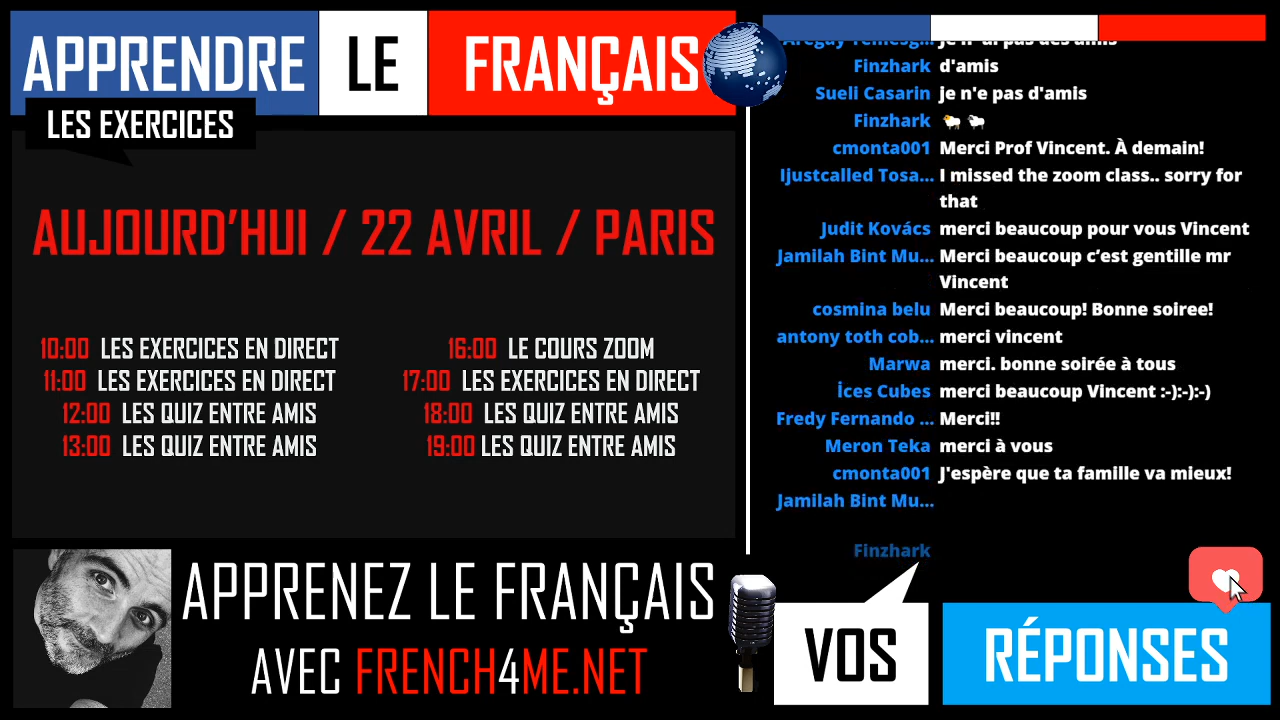 APPRENDRE LE FRANÇAIS
LES EXERCICES
AUJOURD'HUI / 22 AVRIL / PARIS
10:00 LES EXERCICES EN DIRECT
11:00 LES EXERCICES EN DIRECT
12:00 LES QUIZ ENTRE AMIS
13:00 LES QUIZ ENTRE AMIS
16:00 LE COURS ZOOM
17:00 LES EXERCICES EN DIRECT
18:00 LES QUIZ ENTRE AMIS
19:00 LES QUIZ ENTRE AMIS
APPRENEZ LE FRANÇAIS
AVEC FRENCH4ME.NET
je n'ai pas des amis
Finzhark d'amis
Sueli Casarin je n'e pas d'amis
Finzhark 🐑 🐑
cmonta001 Merci Prof Vincent. À demain!
Ijustcalled Tosa... I missed the zoom class.. sorry for
that
Judit Kovács merci beaucoup pour vous Vincent
Jamilah Bint Mu... Merci beaucoup c’est gentille mr
Vincent
cosmina belu Merci beaucoup! Bonne soiree!
antony toth cob... merci vincent
Marwa merci. bonne soirée à tous
İces Cubes merci beaucoup Vincent :-):-):-)
Fredy Fernando ... Merci!!
Meron Teka merci à vous
cmonta001 J'espère que ta famille va mieux!
Jamilah Bint Mu...
Finzhark
VOS RÉPONSES